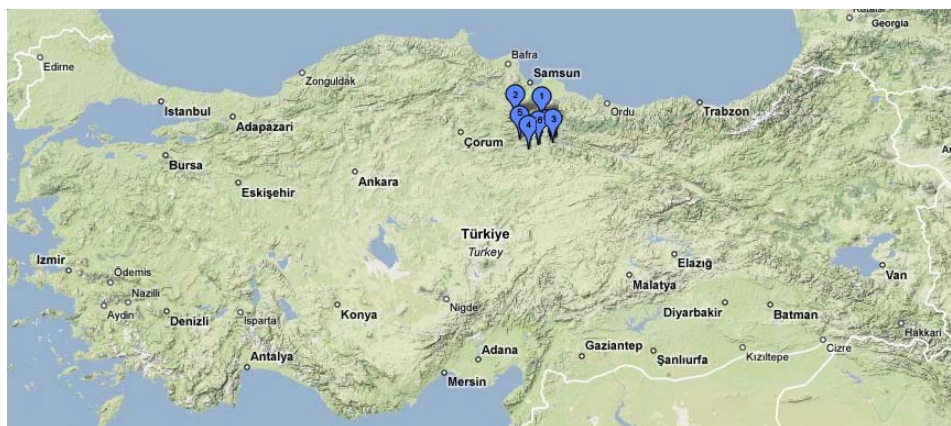 Kutaisi
Georgia
Edirne
Bafra
Zonguldak
Samsun
Istanbul
2
1
Ordu
Trabzon
Adapazari
5
6
3
4
Çorum
Bursa
Ankara
Eskişehir
Türkiye
Turkey
Elazığ
Izmir
Ödemis
Van
Malatya
Nazilli
Aydin
Denizli
Isparta
Konya
Nigde
Diyarbakir
Batman
Hakkari
Antalya
Adana
Mersin
Gaziantep
Şanlıurfa
Kızıltepe
Cizre